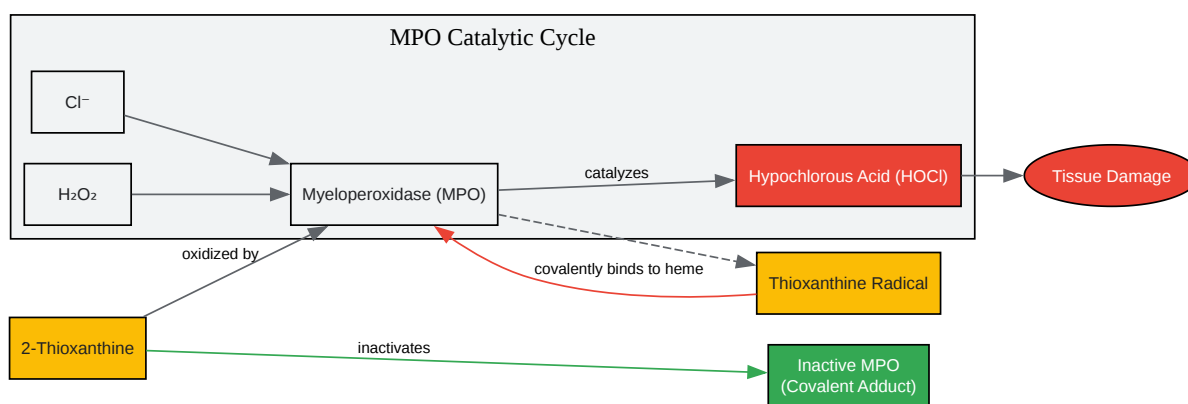 MPO Catalytic Cycle
Cl⁻
H₂O₂
Myeloperoxidase (MPO)
catalyzes
Hypochlorous Acid (HOCl)
Tissue Damage
oxidized by
covalently binds to heme
Thioxanthine Radical
2-Thioxanthine
inactivates
Inactive MPO
(Covalent Adduct)